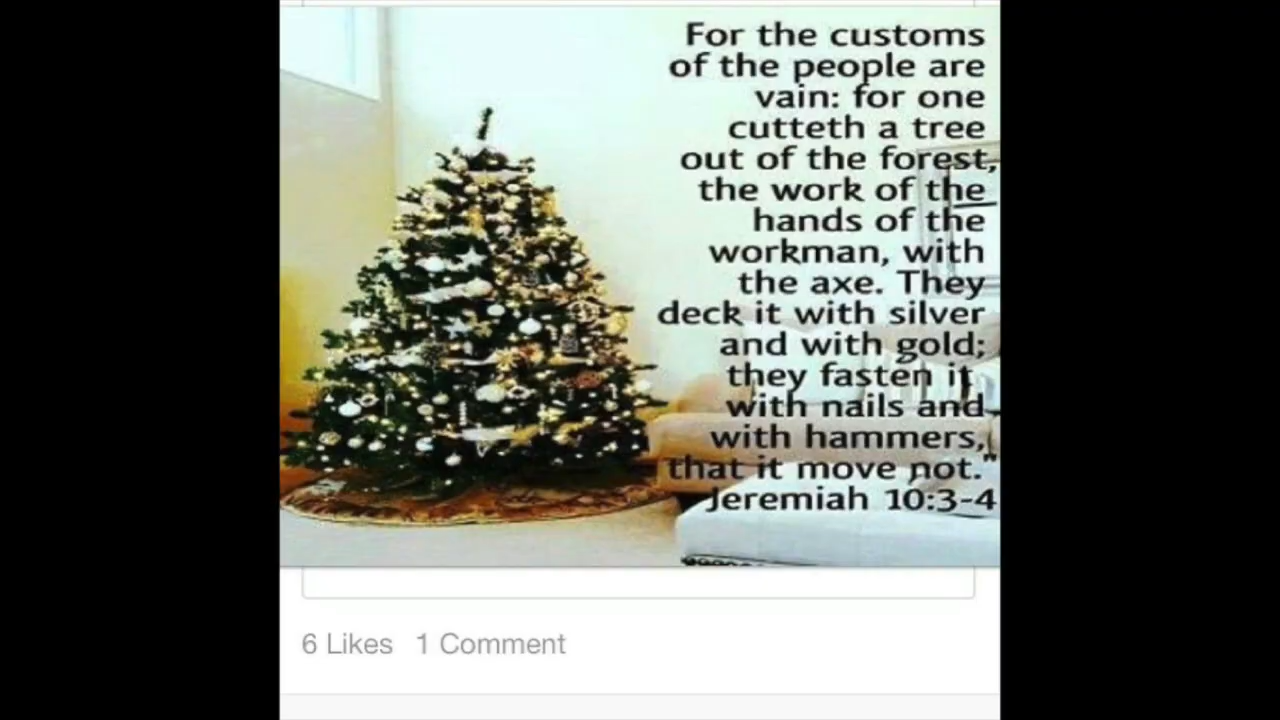 For the customs
of the people are
vain: for one
cutteth a tree
out of the forest,
the work of the
hands of the
workman, with
the axe. They
deck it with silver
and with gold;
they fasten it
with nails and
with hammers,
that it move not."
Jeremiah 10:3-4
6 Likes 1 Comment